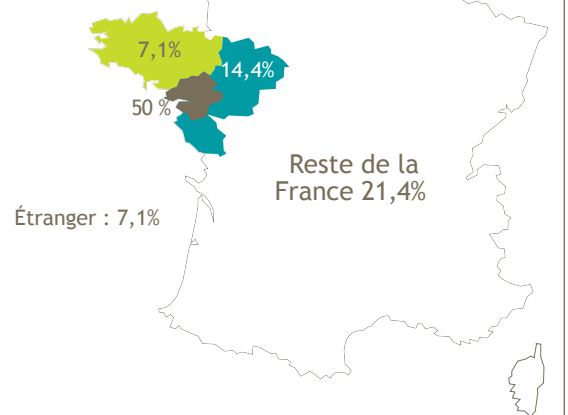 7,1%
14,4%
50 %
Reste de la
France 21,4%
Étranger : 7,1%